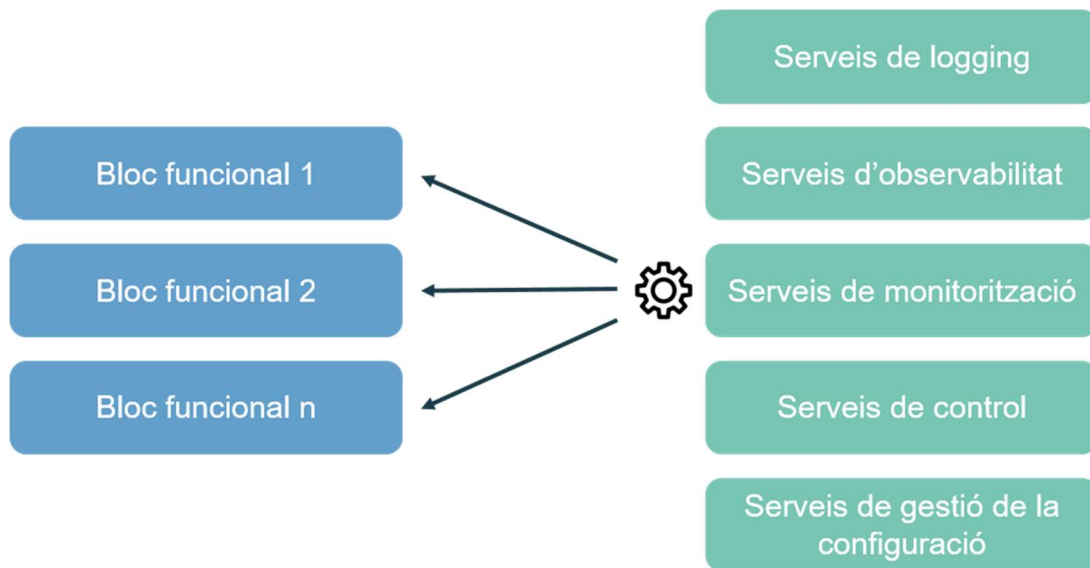 Bloc funcional 1
Bloc funcional 2
Bloc funcional n
Serveis de logging
Serveis d’observabilitat
Serveis de monitorització
Serveis de control
Serveis de gestió de la
configuració